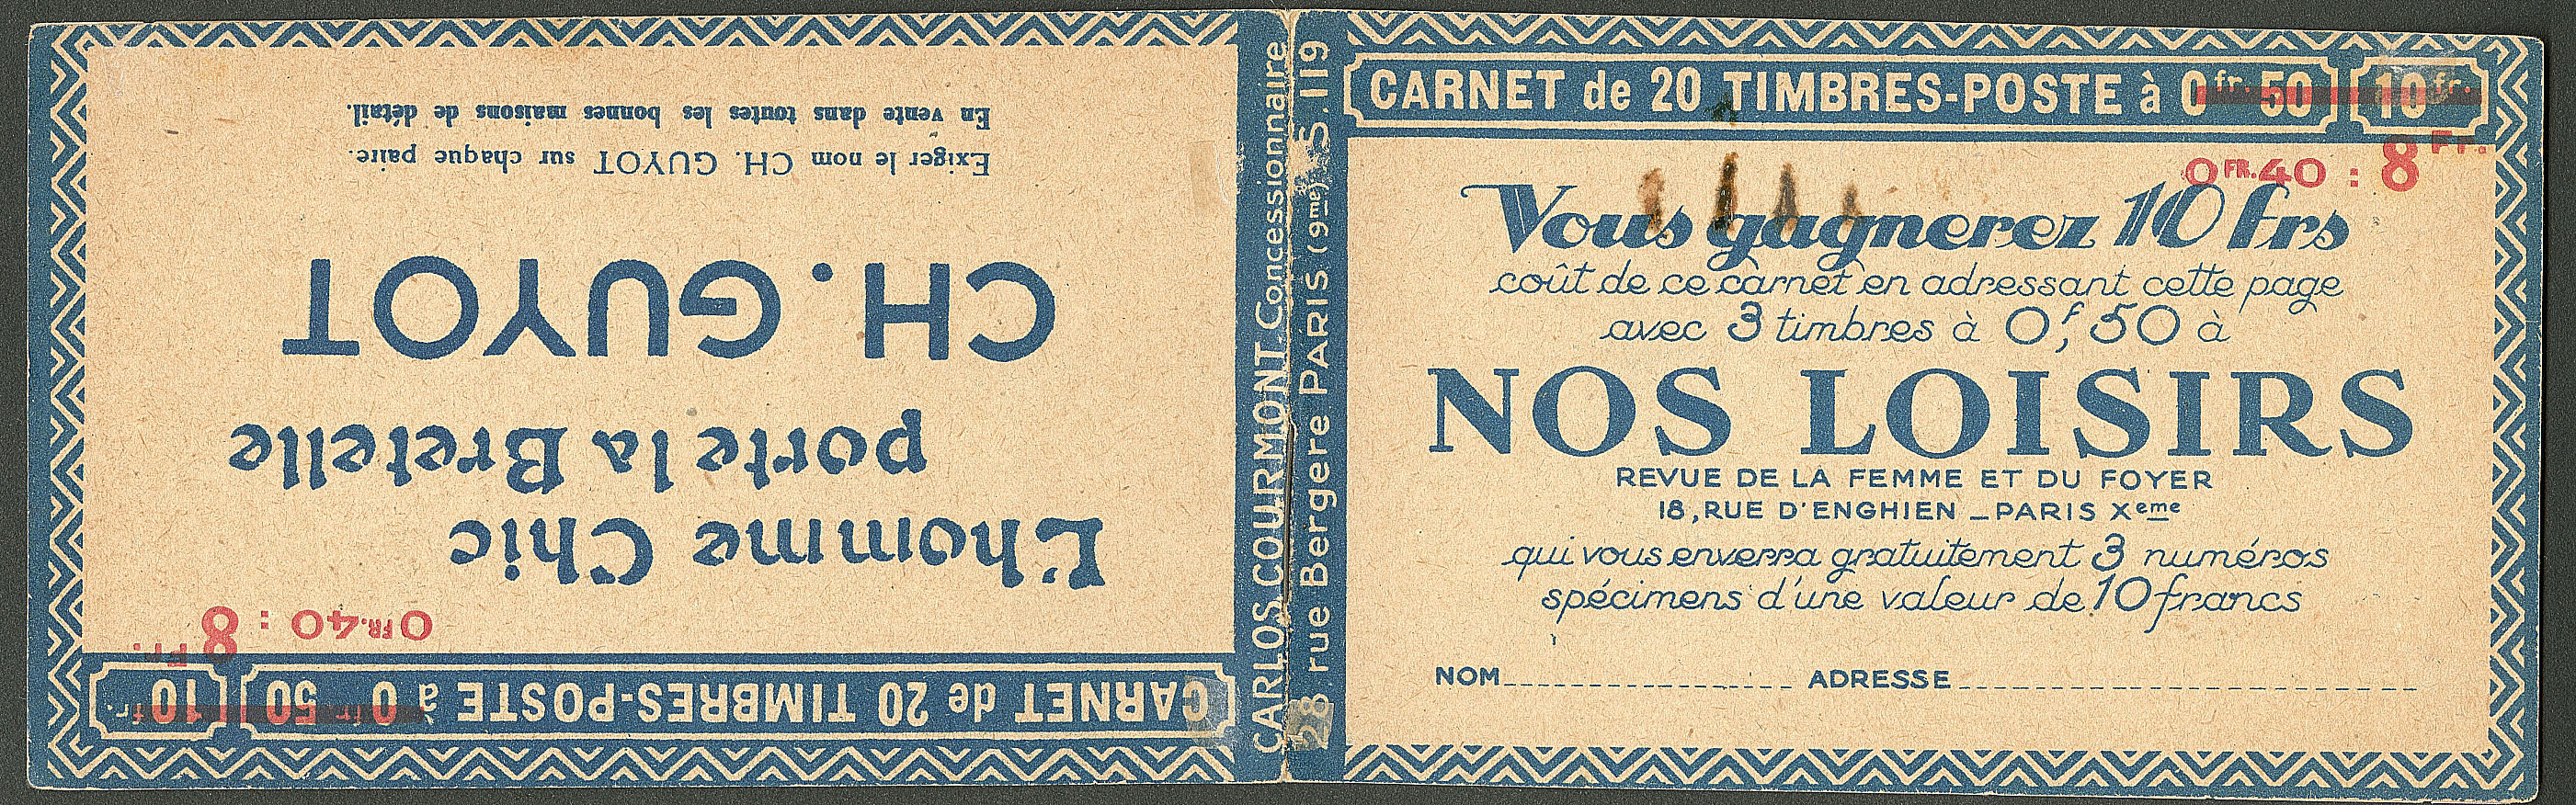 CARNET de 20 TIMBRES-POSTE à 0 fr. 50 10 fr.
0 FR. 40 : 8 Fr.
L'homme Chic
porte la Bretelle
CH. GUYOT
Exiger le nom CH. GUYOT sur chaque paire.
En vente dans toutes les bonnes maisons de détail.
CARLOS COURMONT Concessionnaire
28 rue Bergère PARIS (9me) S.119
CARNET de 20 TIMBRES-POSTE à 0 fr. 50 10 fr.
0 FR. 40 : 8 Fr.
Vous gagnerez 10 frs
coût de ce carnet en adressant cette page
avec 3 timbres à 0f,50 à
NOS LOISIRS
REVUE DE LA FEMME ET DU FOYER
18, RUE D'ENGHIEN _ PARIS Xeme
qui vous enverra gratuitement 3 numéros
spécimens d'une valeur de 10 francs
NOM ADRESSE